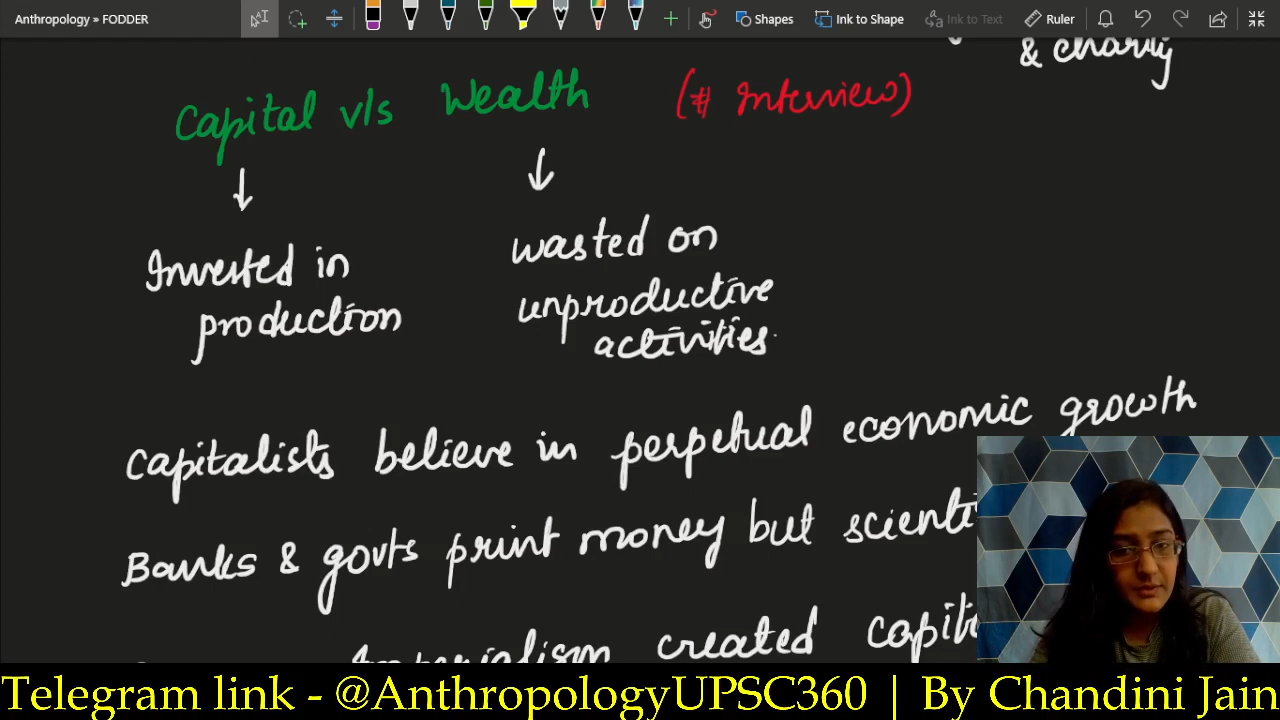 Anthropology » FODDER
Shapes
Ink to Shape
Ink to Text
Ruler
& charity
Capital v/s Wealth (# Interview)
Invested in
production
wasted on
unproductive
activities
Capitalists believe in perpetual economic growth
Banks & govts print money but scienti
Imperialism created capit
Telegram link - @AnthropologyUPSC360 | By Chandini Jain